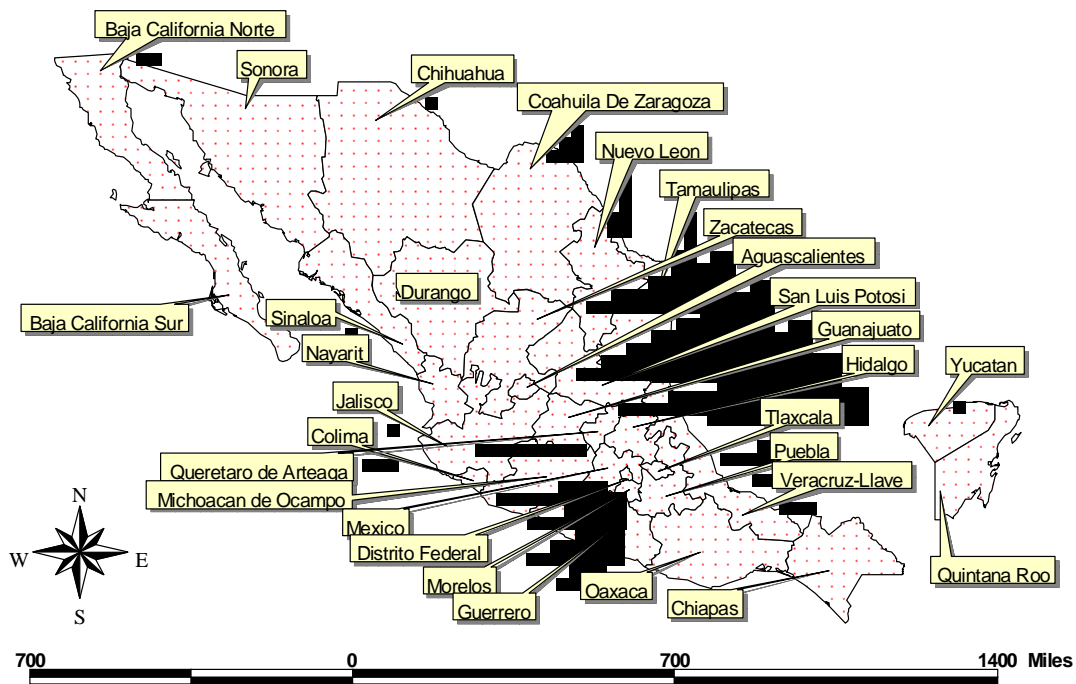 Baja California Norte
Sonora
Chihuahua
Coahuila De Zaragoza
Nuevo Leon
Tamaulipas
Zacatecas
Aguascalientes
San Luis Potosi
Guanajuato
Hidalgo
Yucatan
Durango
Baja California Sur
Sinaloa
Nayarit
Jalisco
Colima
Queretaro de Arteaga
Michoacan de Ocampo
Mexico
Distrito Federal
Morelos
Guerrero
Oaxaca
Chiapas
Tlaxcala
Puebla
Veracruz-Llave
Quintana Roo
N
W E
S
700 0 700 1400 Miles